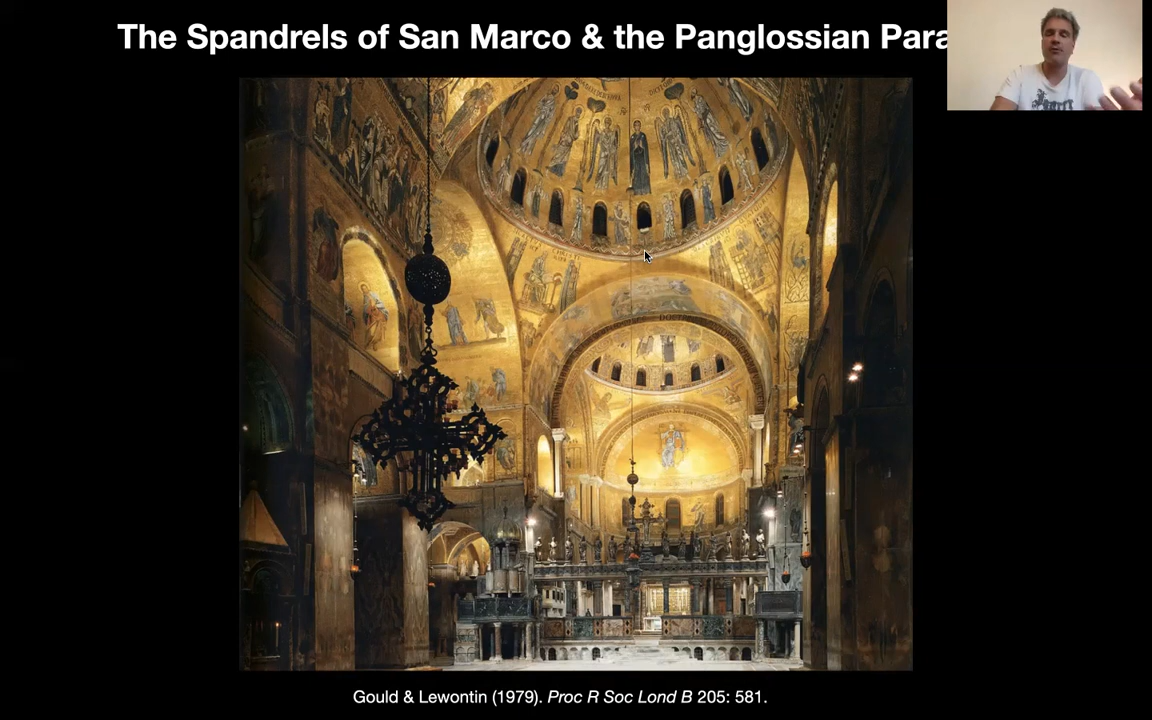 The Spandrels of San Marco & the Panglossian Para
Gould & Lewontin (1979). Proc R Soc Lond B 205: 581.